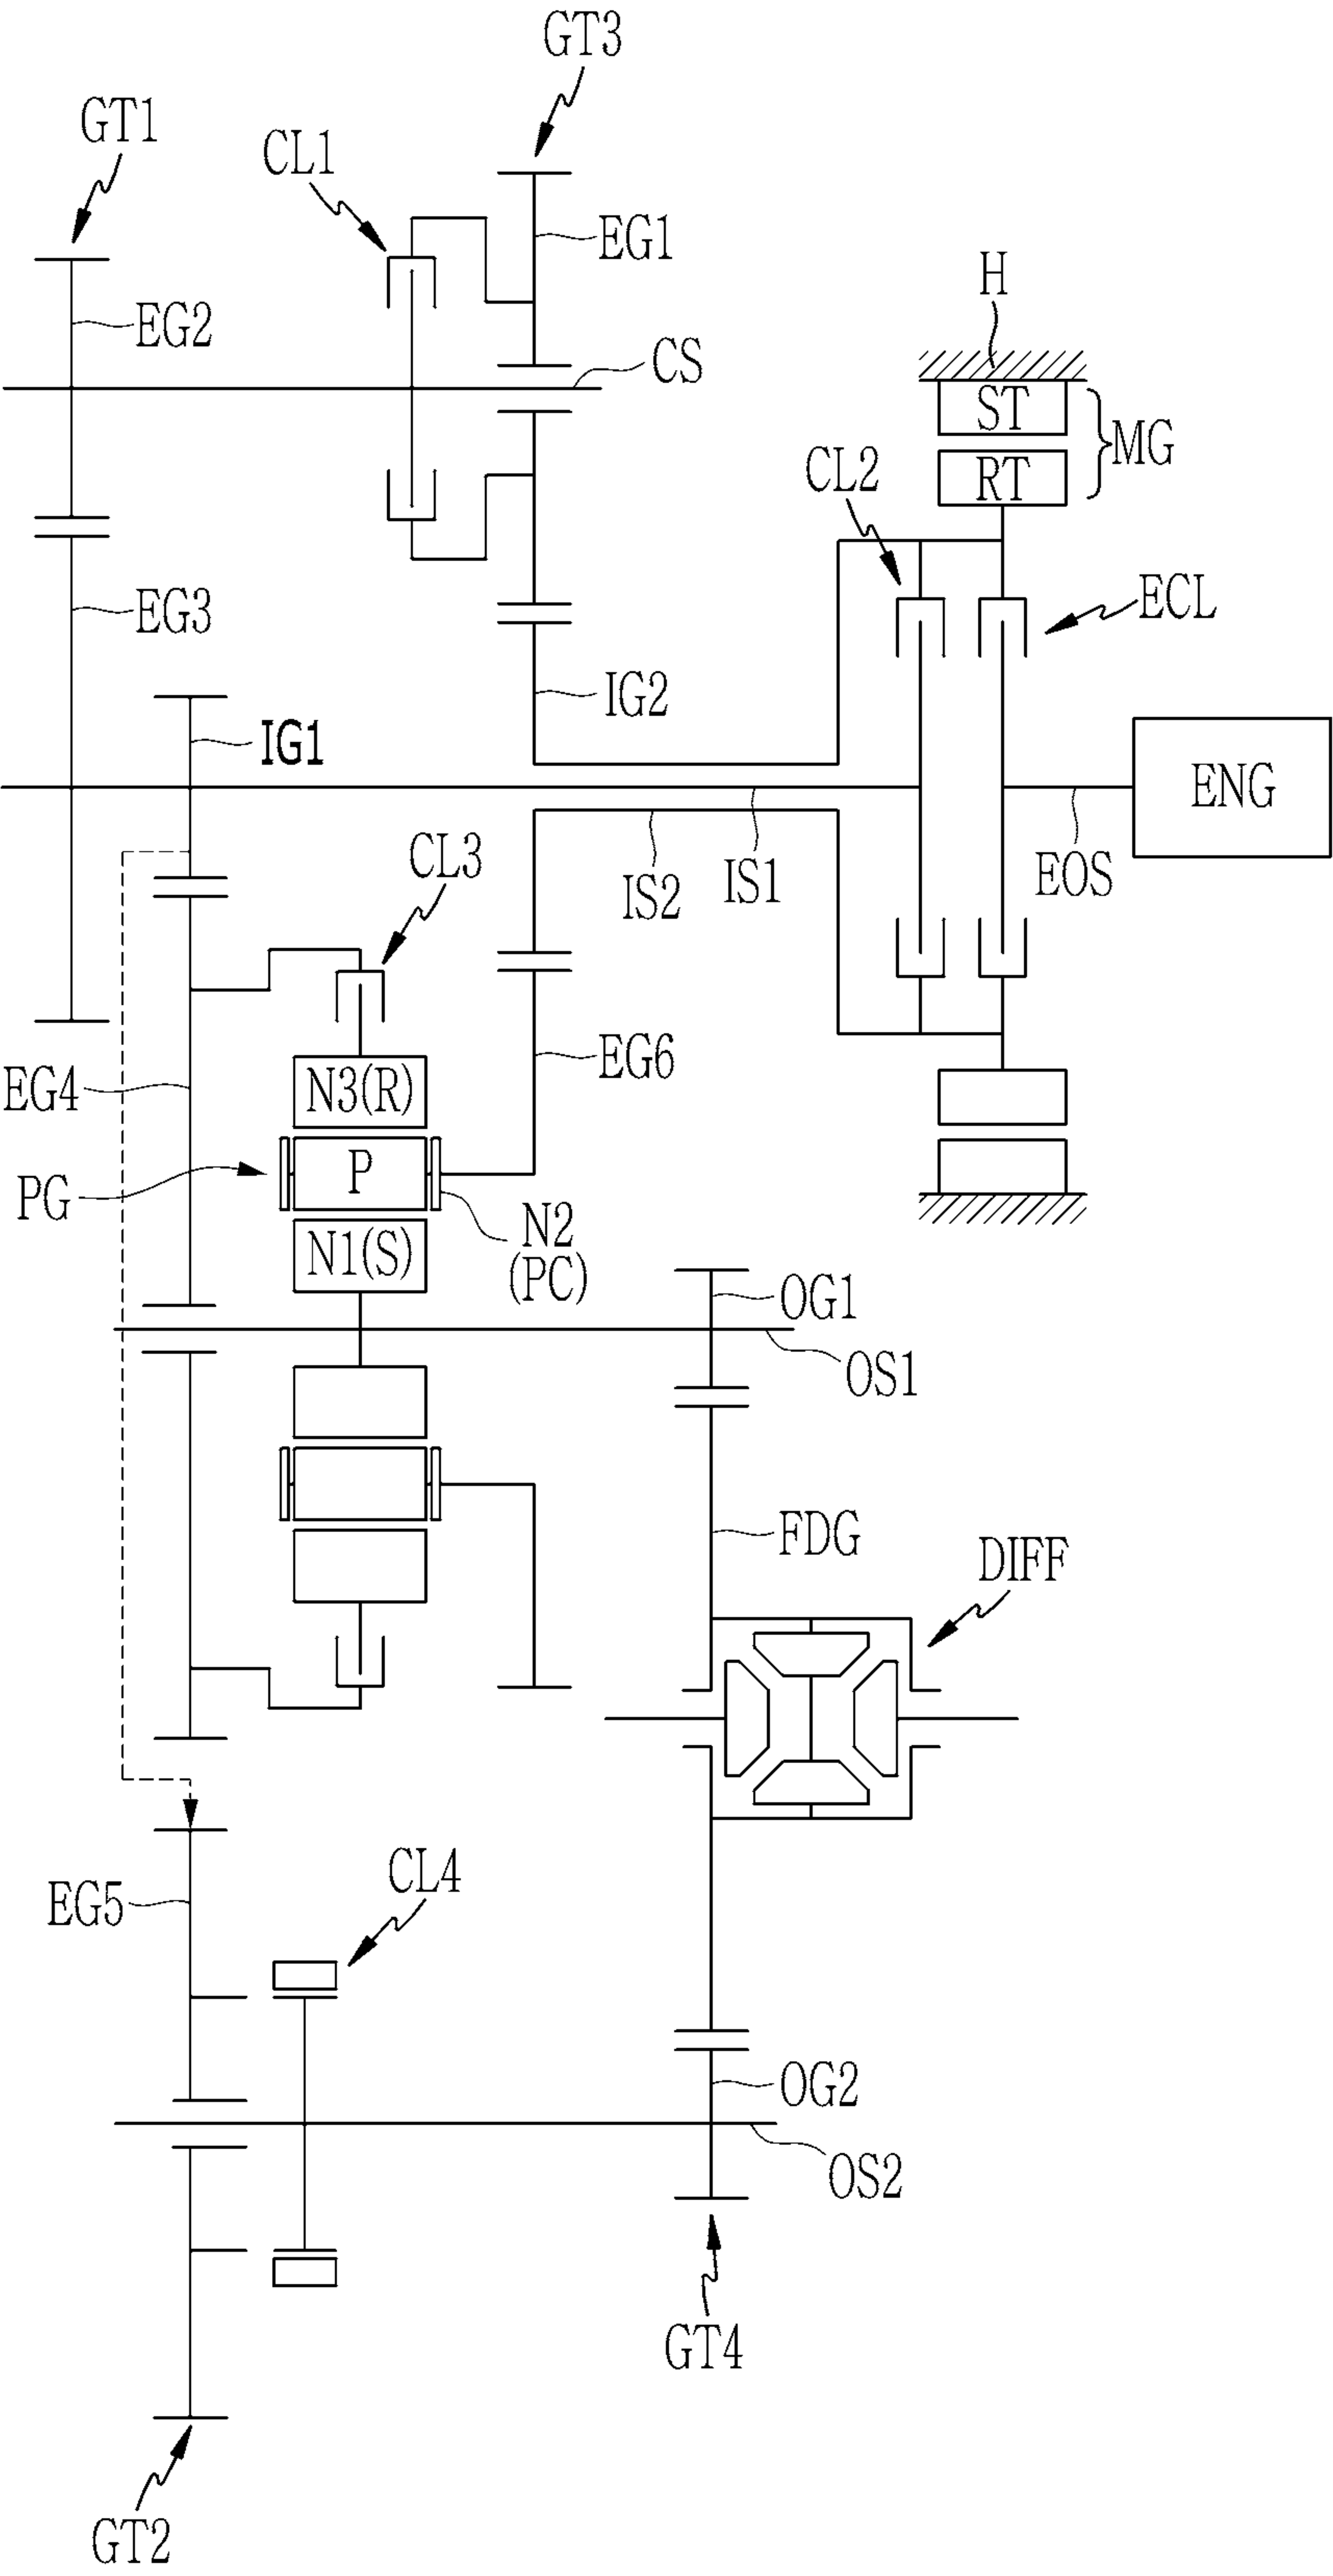 GT3
GT1
CL1
EG1
H
EG2
CS
ST
MG
RT
CL2
EG3
ECL
IG2
IG1
ENG
CL3
IS2
IS1
EOS
EG6
EG4
N3(R)
P
PG
N2
(PC)
N1(S)
OG1
OS1
FDG
DIFF
CL4
EG5
OG2
OS2
GT4
GT2